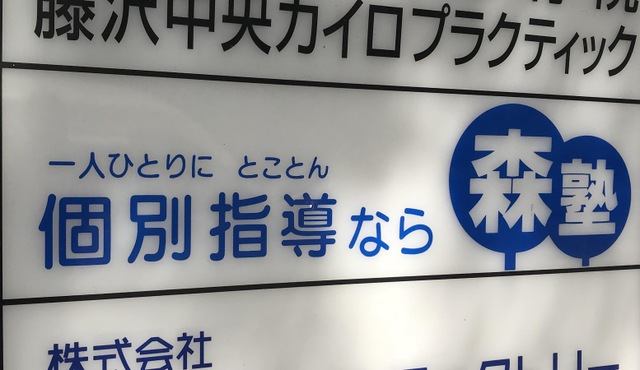 藤沢中央カイロプラクティック
一人ひとりに とことん
個別指導なら
森塾
株式会社